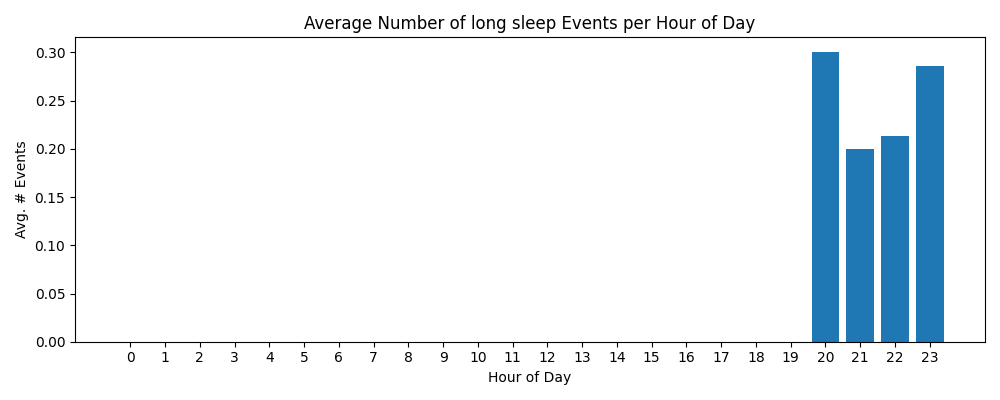 Average Number of long sleep Events per Hour of Day
Avg. # Events
0.30
0.25
0.20
0.15
0.10
0.05
0.00
0 1 2 3 4 5 6 7 8 9 10 11 12 13 14 15 16 17 18 19 20 21 22 23
Hour of Day